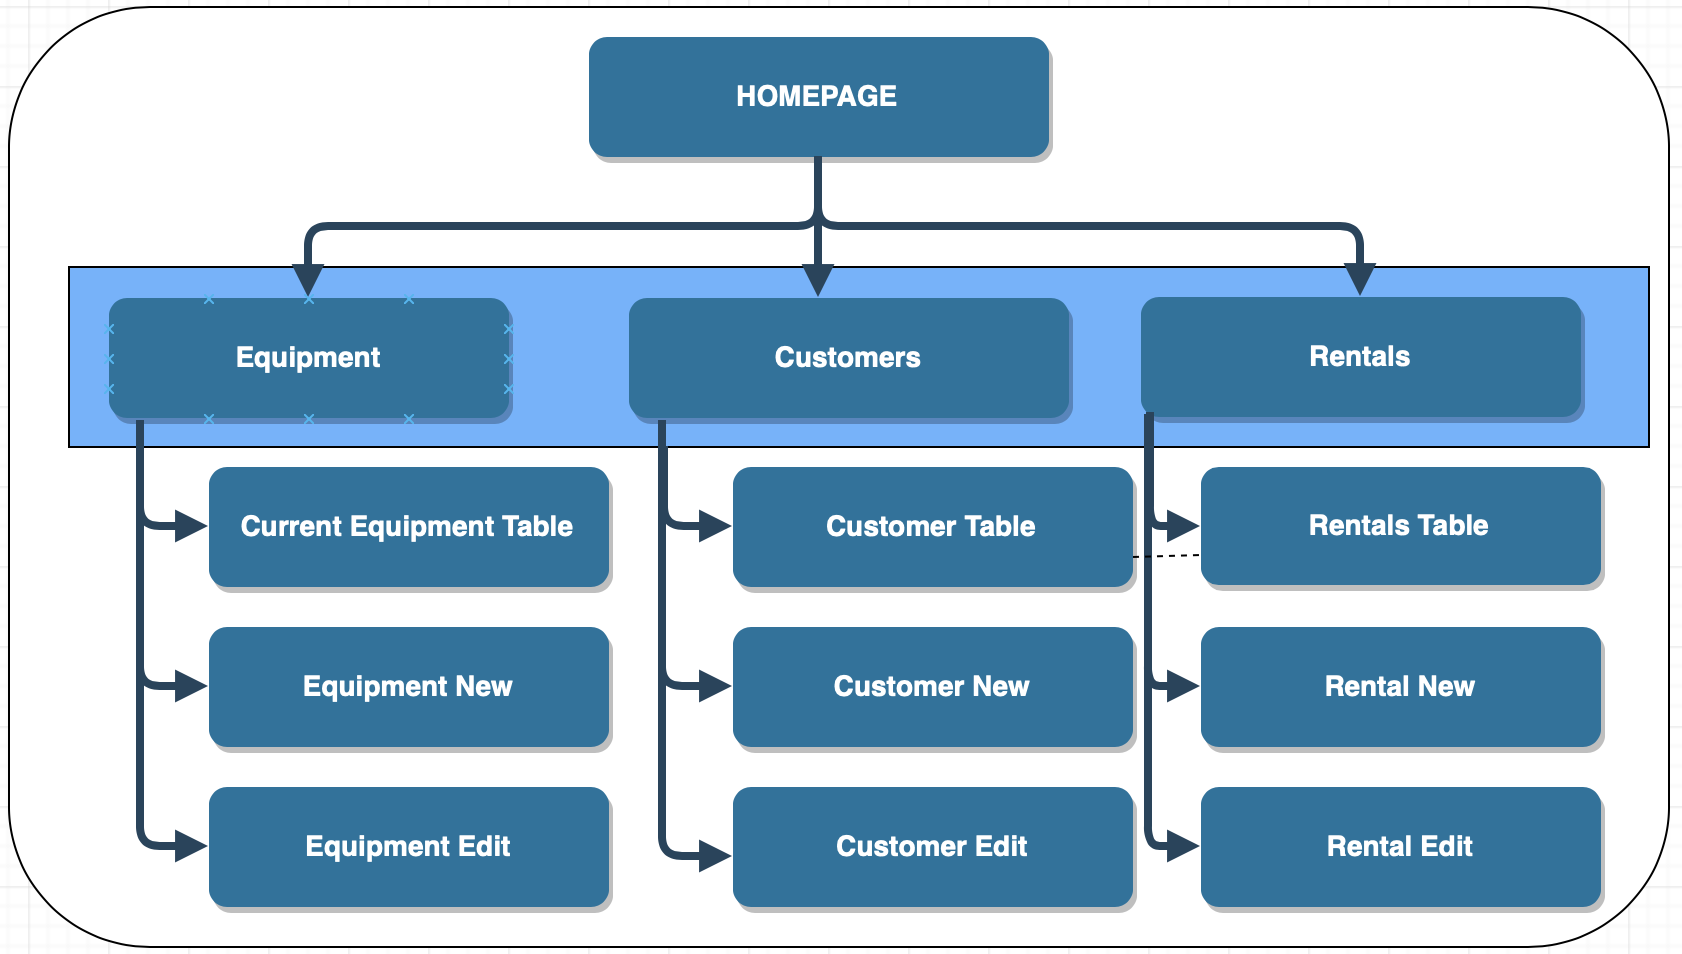 HOMEPAGE
Equipment
Customers
Rentals
Current Equipment Table
Customer Table
Rentals Table
Equipment New
Customer New
Rental New
Equipment Edit
Customer Edit
Rental Edit